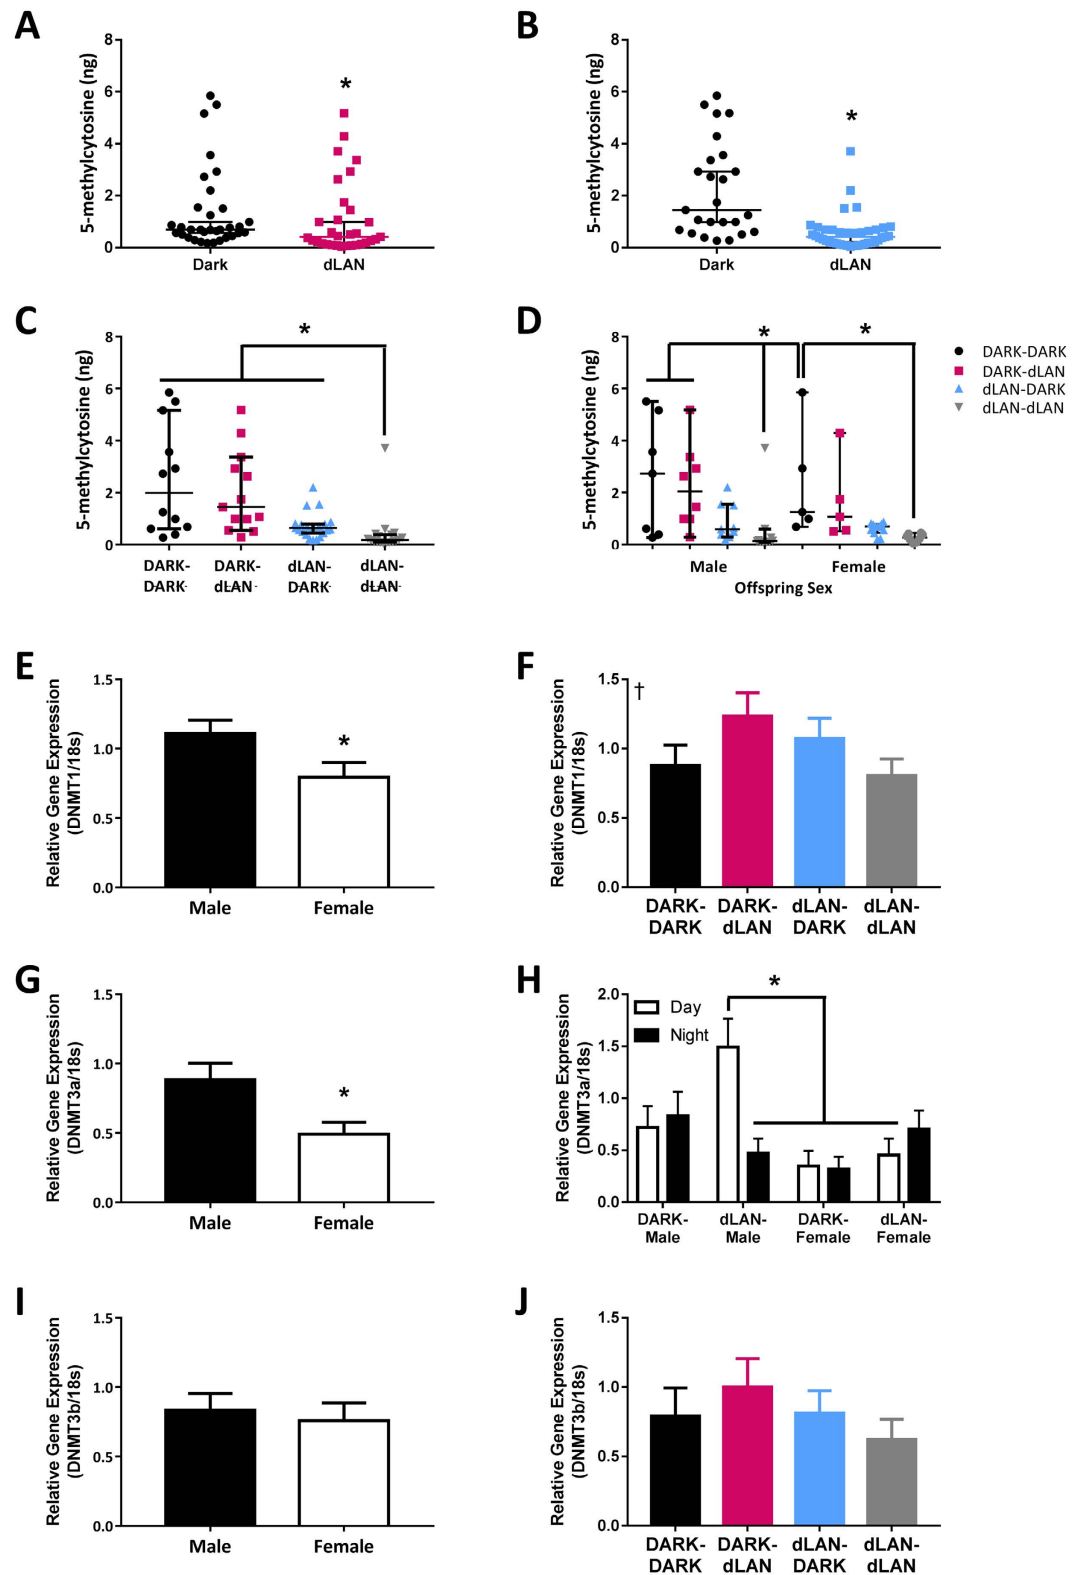 A
5-methylcytosine (ng)
8
6
4
2
0
*
Dark
dLAN
B
5-methylcytosine (ng)
8
6
4
2
0
*
Dark
dLAN
C
5-methylcytosine (ng)
8
6
4
2
0
*
DARK-
DARK
DARK-
dLAN
dLAN-
DARK
dLAN-
dLAN
D
5-methylcytosine (ng)
8
6
4
2
0
*
*
Male
Female
Offspring Sex
DARK-DARK
DARK-dLAN
dLAN-DARK
dLAN-dLAN
E
Relative Gene Expression
(DNMT1/18s)
1.5
1.0
0.5
0.0
*
Male
Female
F
Relative Gene Expression
(DNMT1/18s)
1.5
1.0
0.5
0.0
†
DARK-
DARK
DARK-
dLAN
dLAN-
DARK
dLAN-
dLAN
G
Relative Gene Expression
(DNMT3a/18s)
1.5
1.0
0.5
0.0
*
Male
Female
H
Relative Gene Expression
(DNMT3a/18s)
2.0
1.5
1.0
0.5
0.0
Day
Night
*
DARK-
Male
dLAN-
Male
DARK-
Female
dLAN-
Female
I
Relative Gene Expression
(DNMT3b/18s)
1.5
1.0
0.5
0.0
Male
Female
J
Relative Gene Expression
(DNMT3b/18s)
1.5
1.0
0.5
0.0
DARK-
DARK
DARK-
dLAN
dLAN-
DARK
dLAN-
dLAN